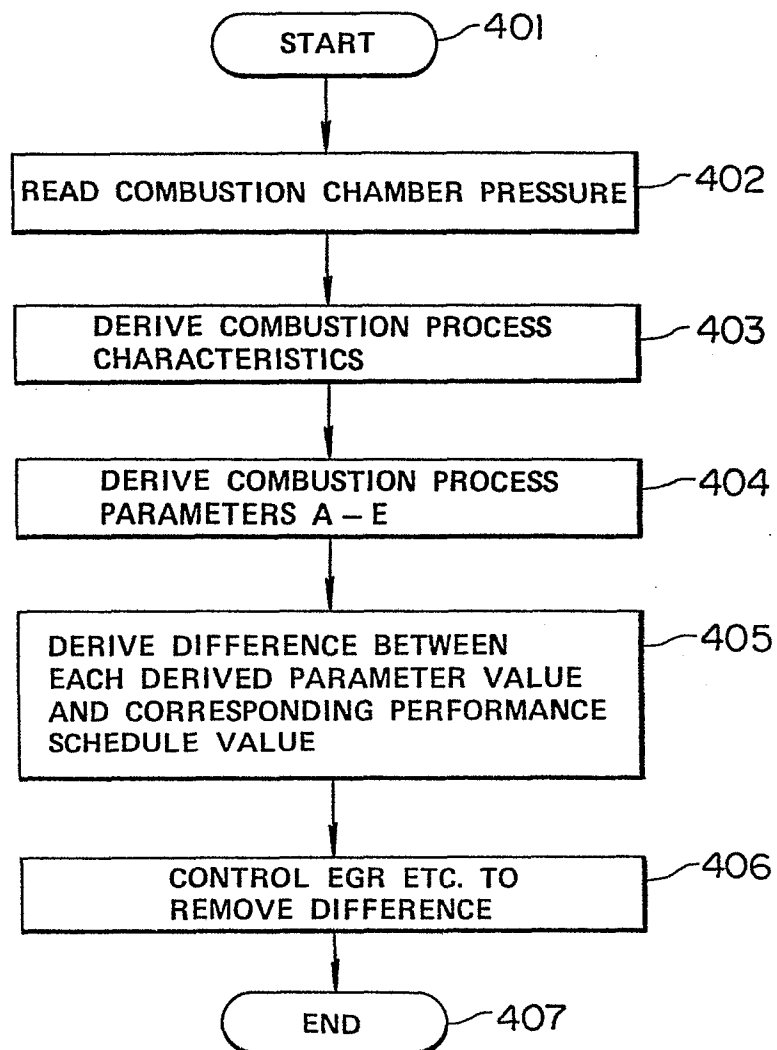 START
401
READ COMBUSTION CHAMBER PRESSURE
402
DERIVE COMBUSTION PROCESS
CHARACTERISTICS
403
DERIVE COMBUSTION PROCESS
PARAMETERS A – E
404
DERIVE DIFFERENCE BETWEEN
EACH DERIVED PARAMETER VALUE
AND CORRESPONDING PERFORMANCE
SCHEDULE VALUE
405
CONTROL EGR ETC. TO
REMOVE DIFFERENCE
406
END
407